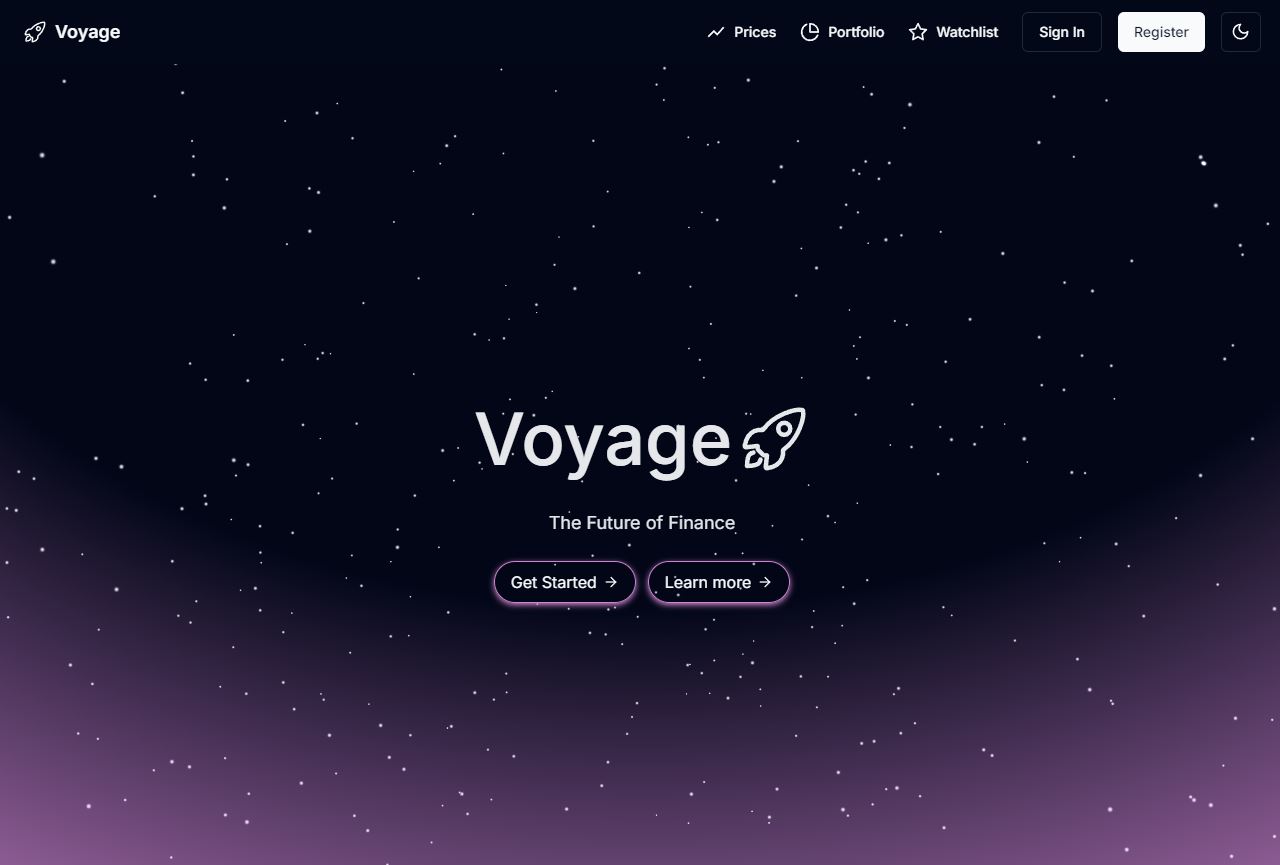 Voyage
Prices
Portfolio
Watchlist
Sign In
Register
Voyage
The Future of Finance
Get Started
Learn more